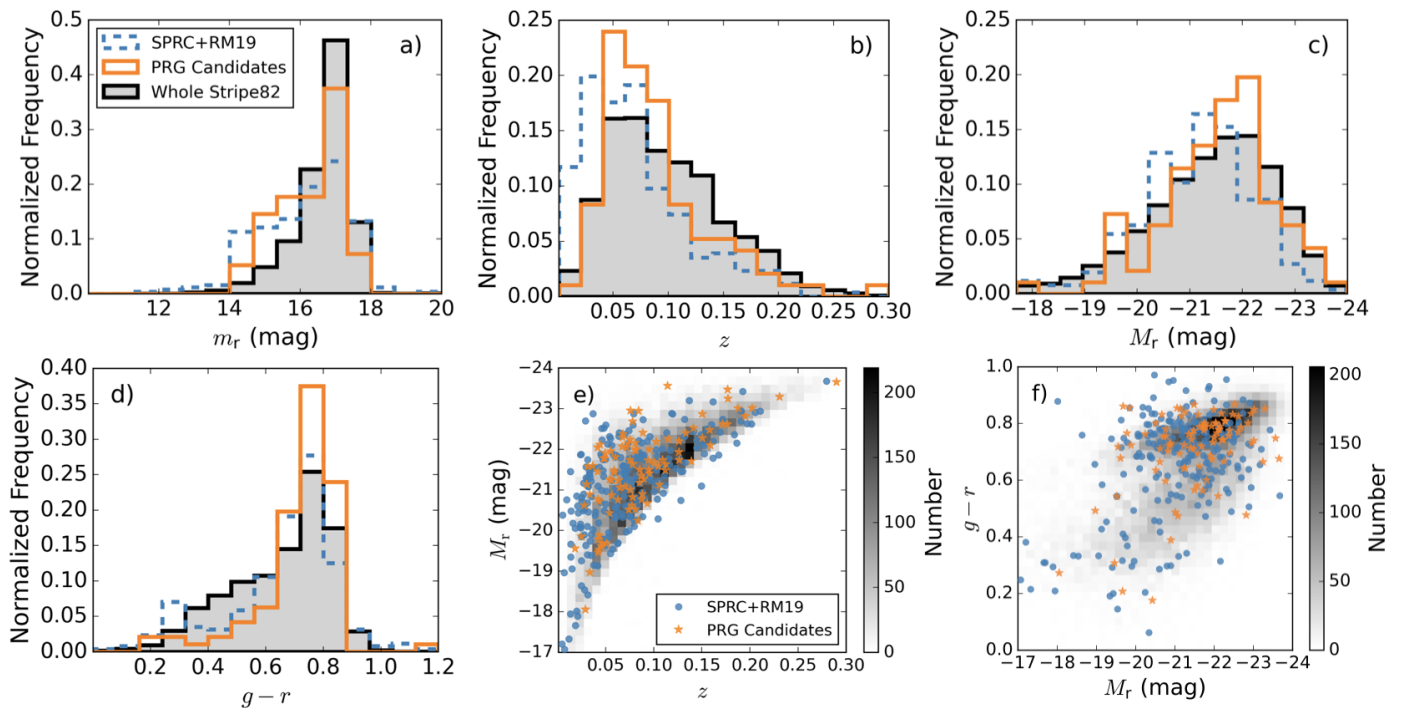 0.5
0.4
0.3
0.2
0.1
0.0
Normalized Frequency
SPRC+RM19
PRG Candidates
Whole Stripe82
a)
12 14 16 18 20
m_r (mag)
0.25
0.20
0.15
0.10
0.05
0.00
Normalized Frequency
b)
0.05 0.10 0.15 0.20 0.25 0.30
z
0.25
0.20
0.15
0.10
0.05
0.00
Normalized Frequency
c)
−18 −19 −20 −21 −22 −23 −24
M_r (mag)
0.40
0.35
0.30
0.25
0.20
0.15
0.10
0.05
0.00
Normalized Frequency
d)
0.2 0.4 0.6 0.8 1.0 1.2
g − r
−24
−23
−22
−21
−20
−19
−18
−17
M_r (mag)
e)
SPRC+RM19
PRG Candidates
0.05 0.10 0.15 0.20 0.25 0.30
z
200
150
100
50
0
Number
1.0
0.8
0.6
0.4
0.2
0.0
g − r
f)
−17 −18 −19 −20 −21 −22 −23 −24
M_r (mag)
200
150
100
50
0
Number